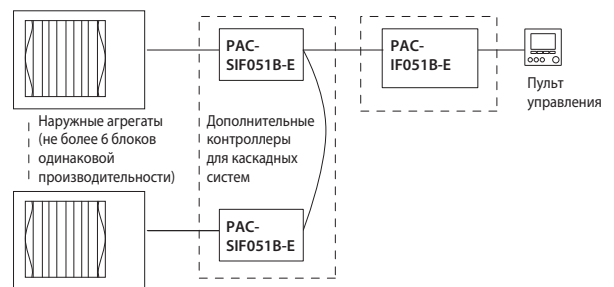 PAC-
SIF051B-E
PAC-
IF051B-E
Пульт
управления
Наружные агрегаты
(не более 6 блоков
одинаковой
производительности)
Дополнительные
контроллеры
для каскадных
систем
PAC-
SIF051B-E